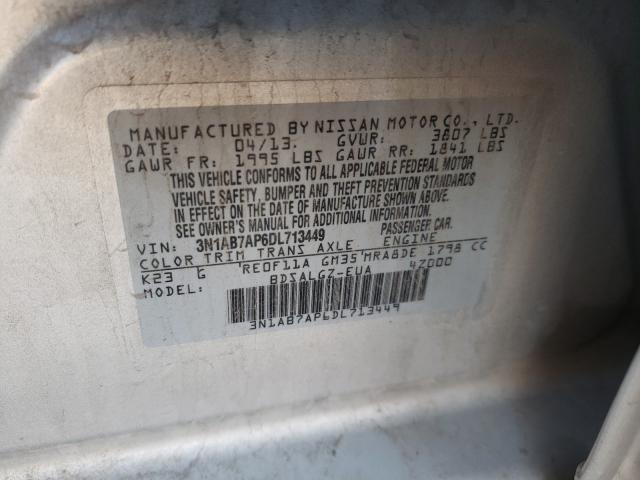 MANUFACTURED BY NISSAN MOTOR CO., LTD.
DATE: 04/13. GVWR: 3807 LBS
GAWR FR: 1995 LBS GAWR RR: 1841 LBS
THIS VEHICLE CONFORMS TO ALL APPLICABLE FEDERAL MOTOR
VEHICLE SAFETY, BUMPER AND THEFT PREVENTION STANDARDS
IN EFFECT ON THE DATE OF MANUFACTURE SHOWN ABOVE.
SEE OWNER'S MANUAL FOR ADDITIONAL INFORMATION
VIN: 3N1AB7AP6DL713449 PASSENGER CAR.
COLOR TRIM TRANS AXLE ENGINE
K23 G REOF11A GM35 MRA8DE 1798 CC
MODEL: BDSALGZ-EUA 4Z000
3N1AB7AP6DL713449